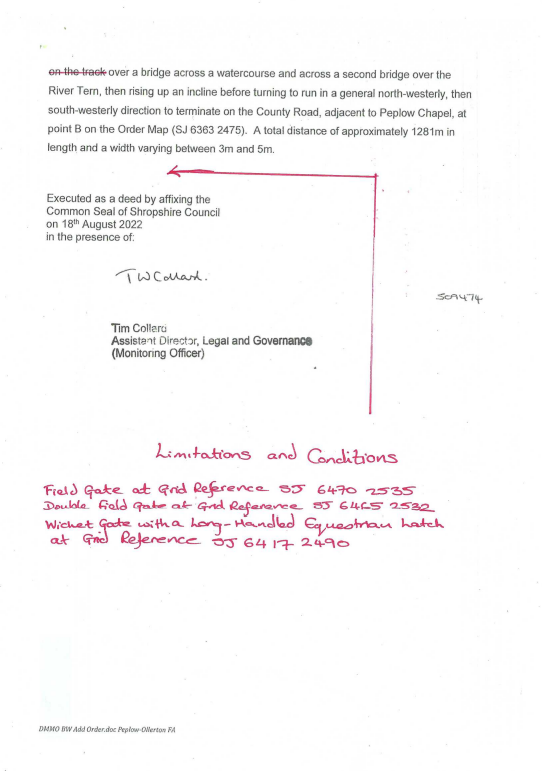 on the track over a bridge across a watercourse and across a second bridge over the
River Tern, then rising up an incline before turning to run in a general north-westerly, then
south-westerly direction to terminate on the County Road, adjacent to Peplow Chapel, at
point B on the Order Map (SJ 6363 2475). A total distance of approximately 1281m in
length and a width varying between 3m and 5m.
Executed as a deed by affixing the
Common Seal of Shropshire Council
on 18th August 2022
in the presence of:
TW Collard.
509474
Tim Collard
Assistant Director, Legal and Governance
(Monitoring Officer)
Limitations and Conditions
Field Gate at Grid Reference SJ 6470 2535
Double Field Gate at Grid Reference SJ 6465 2532
Wicket Gate with a Long-Handled Equestrian Latch
at Grid Reference SJ 6417 2490
DMMO BW Add Order.doc Peplow-Ollerton FA